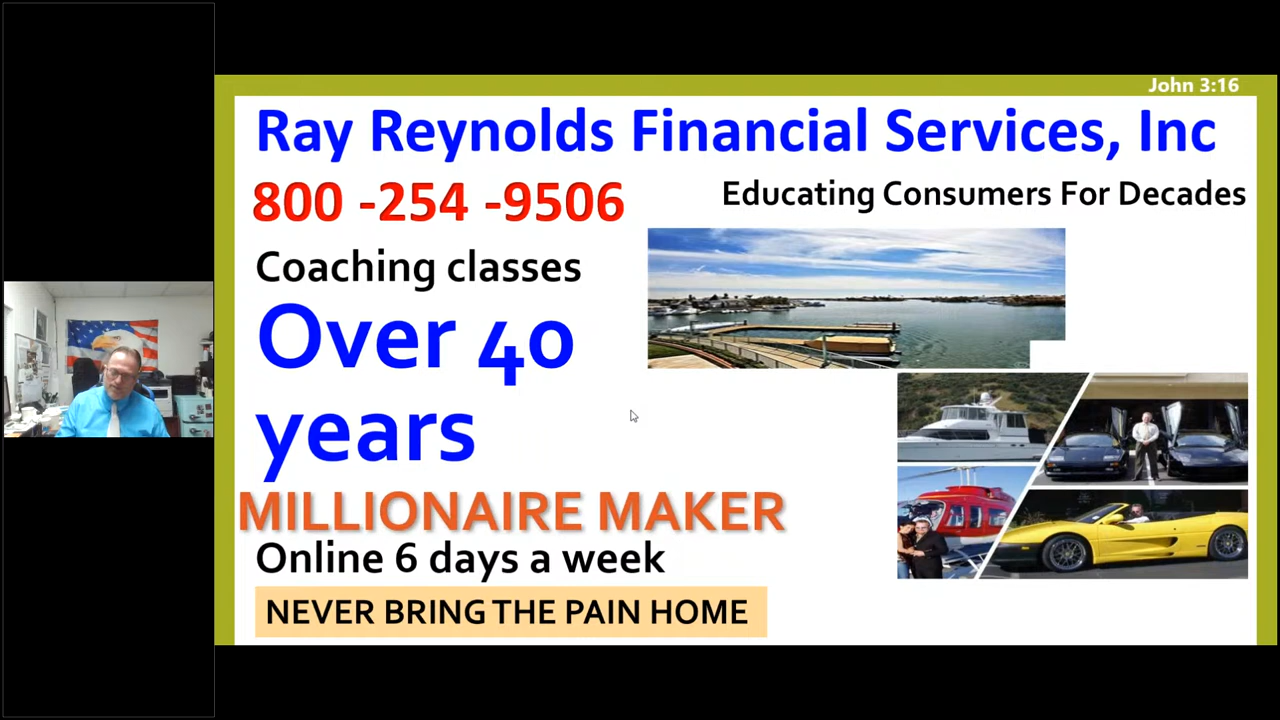 John 3:16
Ray Reynolds Financial Services, Inc
800 -254 -9506
Educating Consumers For Decades
Coaching classes
Over 40
years
MILLIONAIRE MAKER
Online 6 days a week
NEVER BRING THE PAIN HOME